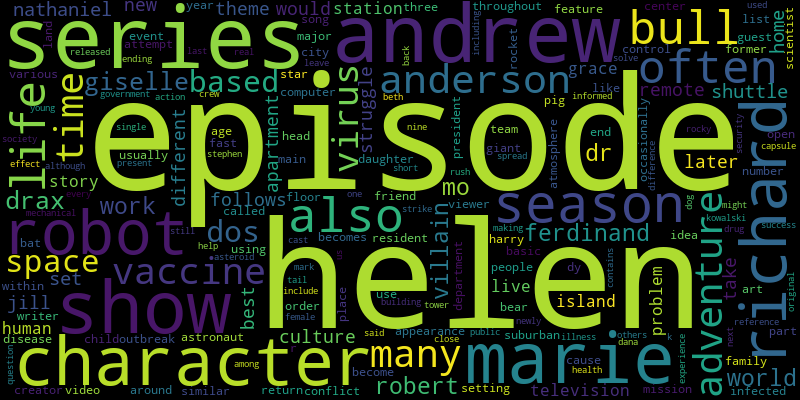 nathaniel new theme would station three feature throughout center used
series andrew bull list home
land event attempt year song major rocket guest former scientist
various released last real city including back control solve
giselle based time star leave virus struggle anderson grace often
life ending computer like remote shuttle
government action crew beth nine informed pig rocky capsule
young single age stephen fast head apartment president team end dr later open
society effect although usually present different main daughter giant spread atmosphere occasionally difference security
episode
story rush short number richard
drax work follows floor friend mo viewer season dog might
every mechanical called one strike making kowalski drug success
robot also dos villain ferdinand idea
still becomes resident harry basic
bat help using cast us
space vaccine asteroid helen people dy contains adventure take
within set mark live problem art
jill best tail include order place use building department bear island next original
human writer show female tower newly reference part
disease child outbreak culture said appearance close public suburban others k
question astronaut among character many marie cause illness dana experience family
creator video around similar return conflict become robert setting television health mission world infected